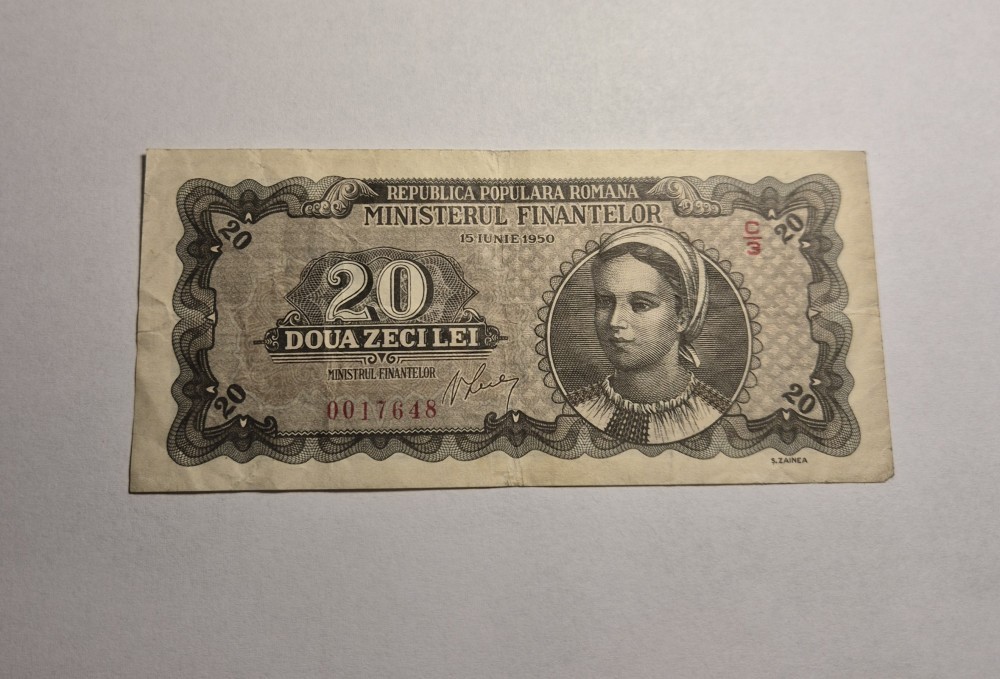 REPUBLICA POPULARA ROMANA
MINISTERUL FINANTELOR
15 IUNIE 1950
20
20
C
3
20
DOUA ZECI LEI
MINISTRUL FINANTELOR
0017648
20
20
S. ZAINEA